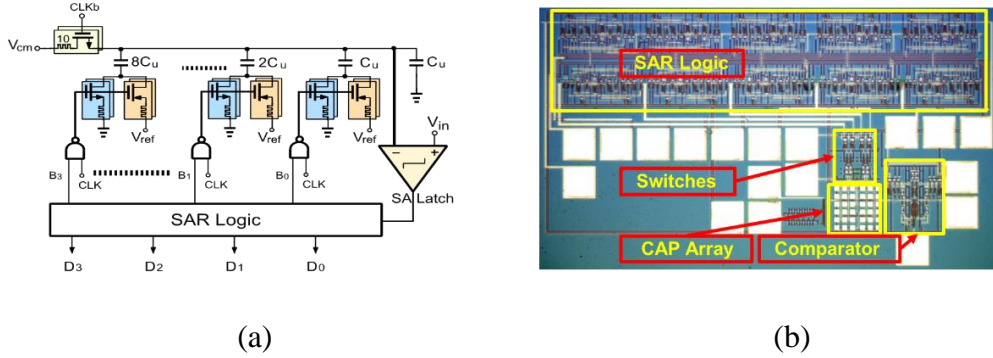 CLKb
10
Vcm
8Cu
2Cu
Cu
Cu
Vref
Vref
Vref
Vin
B3
CLK
B1
CLK
B0
CLK
− +
SA Latch
SAR Logic
D3 D2 D1 D0
(a)
SAR Logic
Switches
CAP Array
Comparator
(b)